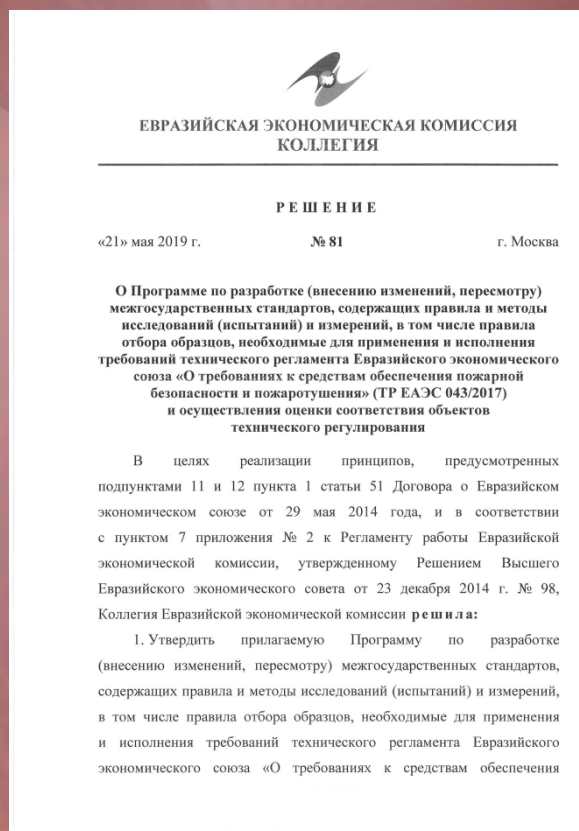 ЕВРАЗИЙСКАЯ ЭКОНОМИЧЕСКАЯ КОМИССИЯ
КОЛЛЕГИЯ
РЕШЕНИЕ
«21» мая 2019 г. № 81 г. Москва
О Программе по разработке (внесению изменений, пересмотру)
межгосударственных стандартов, содержащих правила и методы
исследований (испытаний) и измерений, в том числе правила
отбора образцов, необходимые для применения и исполнения
требований технического регламента Евразийского экономического
союза «О требованиях к средствам обеспечения пожарной
безопасности и пожаротушения» (ТР ЕАЭС 043/2017)
и осуществления оценки соответствия объектов
технического регулирования
В целях реализации принципов, предусмотренных
подпунктами 11 и 12 пункта 1 статьи 51 Договора о Евразийском
экономическом союзе от 29 мая 2014 года, и в соответствии
с пунктом 7 приложения № 2 к Регламенту работы Евразийской
экономической комиссии, утвержденному Решением Высшего
Евразийского экономического совета от 23 декабря 2014 г. № 98,
Коллегия Евразийской экономической комиссии решила:
1. Утвердить прилагаемую Программу по разработке
(внесению изменений, пересмотру) межгосударственных стандартов,
содержащих правила и методы исследований (испытаний) и измерений,
в том числе правила отбора образцов, необходимые для применения
и исполнения требований технического регламента Евразийского
экономического союза «О требованиях к средствам обеспечения